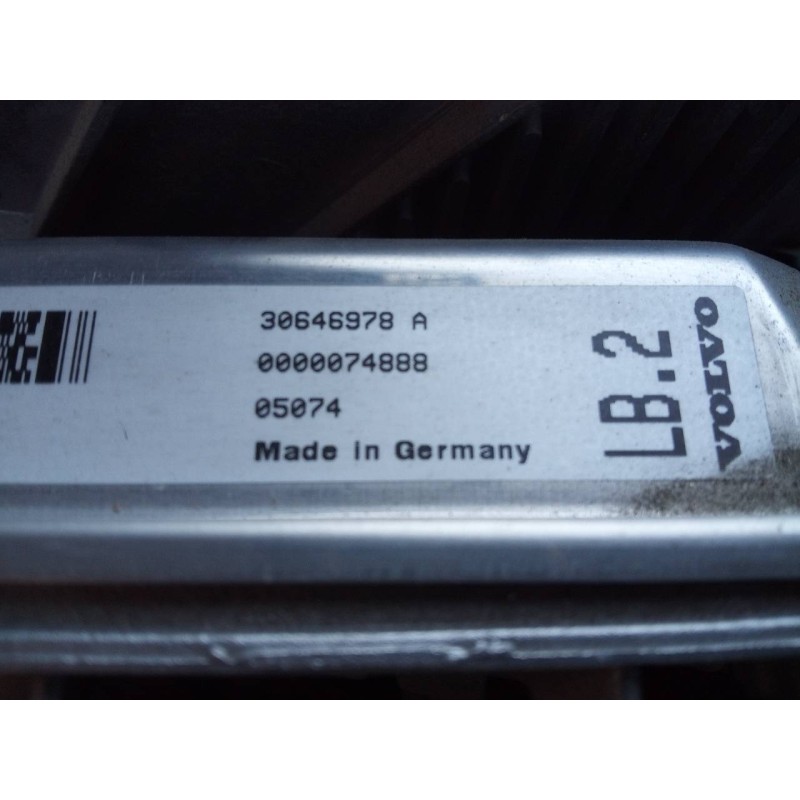 30646978 A
0000074888
05074
Made in Germany
LB.2
VOLVO